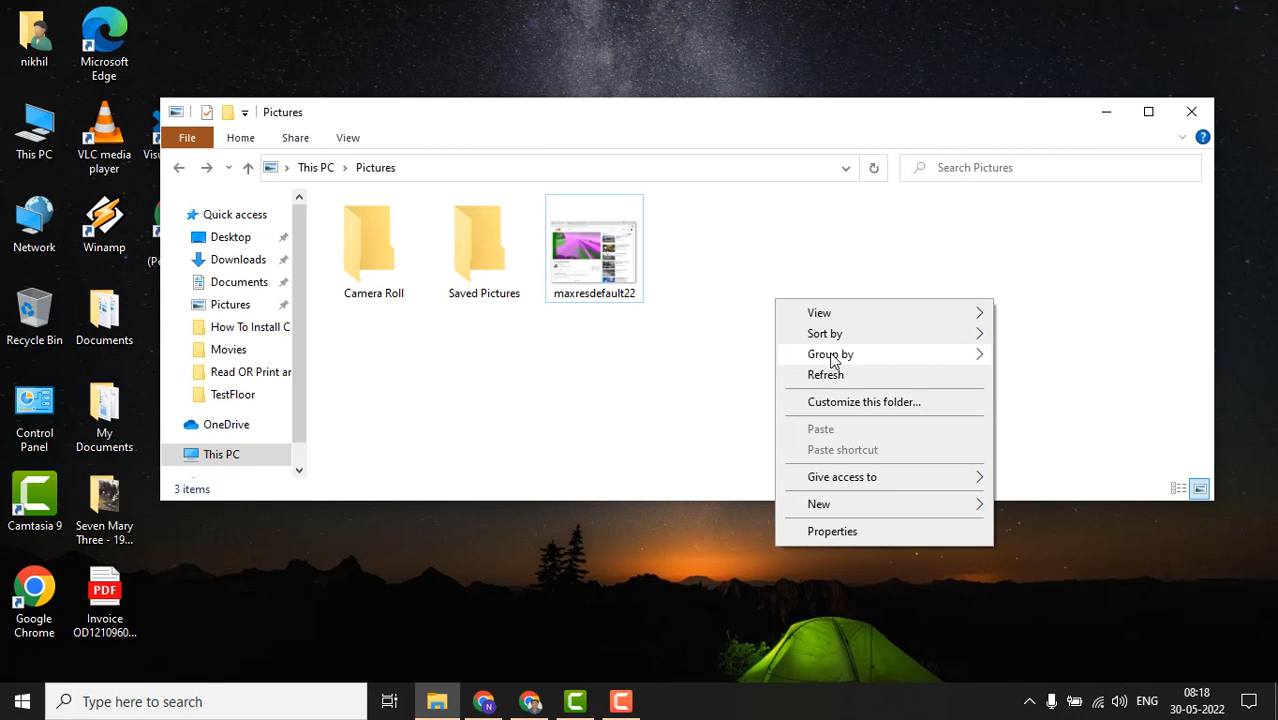 nikhil
Microsoft
Edge
This PC
VLC media
player
Network
Winamp
Recycle Bin
Documents
Control
Panel
My
Documents
Camtasia 9
Seven Mary
Three - 19...
Google
Chrome
Invoice
OD1210960...
Pictures
File
Home
Share
View
This PC
Pictures
Search Pictures
Quick access
Desktop
Downloads
Documents
Pictures
How To Install C
Movies
Read OR Print ar
TestFloor
OneDrive
This PC
3 items
Camera Roll
Saved Pictures
maxresdefault22
View
Sort by
Group by
Refresh
Customize this folder...
Paste
Paste shortcut
Give access to
New
Properties
PDF
Type here to search
ENG
08:18
30-05-2022